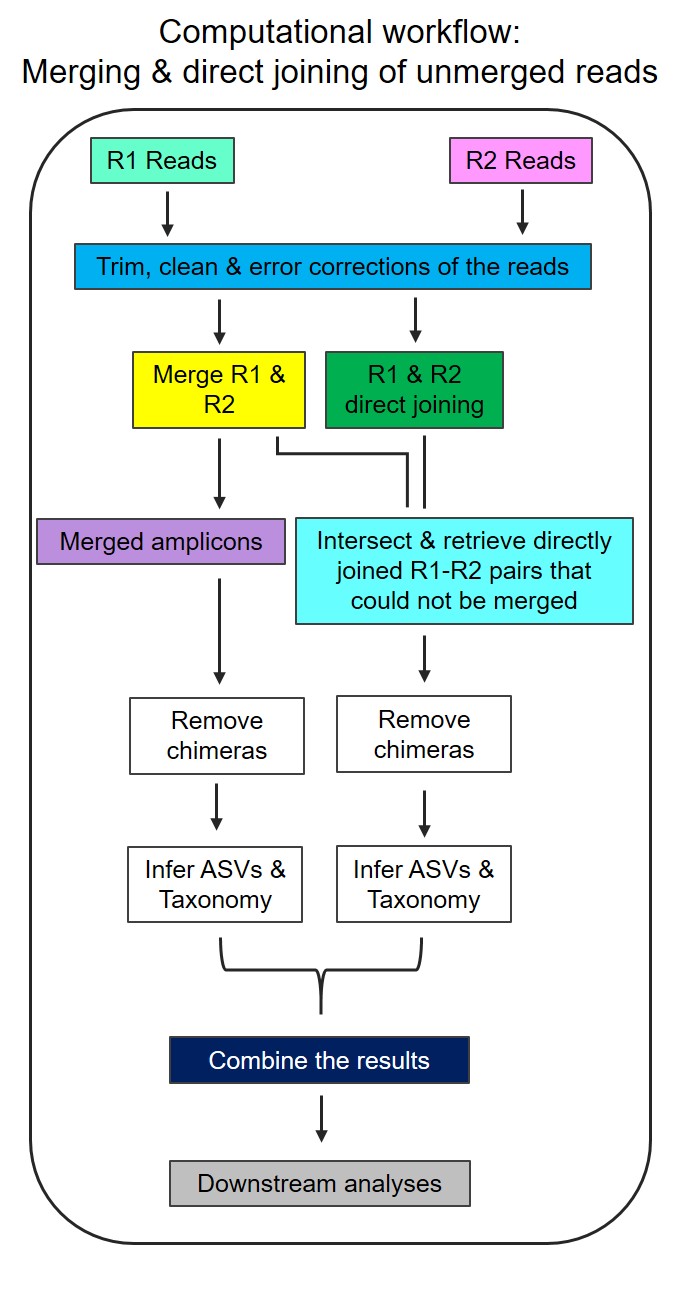 Computational workflow:
Merging & direct joining of unmerged reads
R1 Reads
R2 Reads
Trim, clean & error corrections of the reads
Merge R1 &
R2
R1 & R2
direct joining
Merged amplicons
Intersect & retrieve directly
joined R1-R2 pairs that
could not be merged
Remove
chimeras
Remove
chimeras
Infer ASVs &
Taxonomy
Infer ASVs &
Taxonomy
Combine the results
Downstream analyses